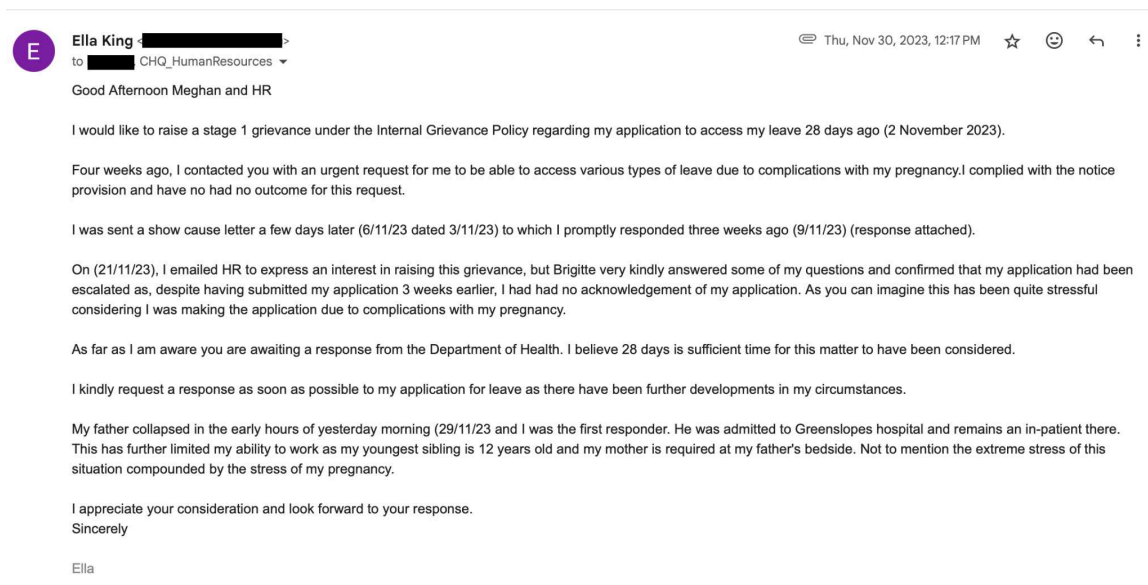 E
Ella King < >
Thu, Nov 30, 2023, 12:17 PM
to , CHQ_HumanResources
Good Afternoon Meghan and HR
I would like to raise a stage 1 grievance under the Internal Grievance Policy regarding my application to access my leave 28 days ago (2 November 2023).
Four weeks ago, I contacted you with an urgent request for me to be able to access various types of leave due to complications with my pregnancy.I complied with the notice
provision and have no had no outcome for this request.
I was sent a show cause letter a few days later (6/11/23 dated 3/11/23) to which I promptly responded three weeks ago (9/11/23) (response attached).
On (21/11/23), I emailed HR to express an interest in raising this grievance, but Brigitte very kindly answered some of my questions and confirmed that my application had been
escalated as, despite having submitted my application 3 weeks earlier, I had had no acknowledgement of my application. As you can imagine this has been quite stressful
considering I was making the application due to complications with my pregnancy.
As far as I am aware you are awaiting a response from the Department of Health. I believe 28 days is sufficient time for this matter to have been considered.
I kindly request a response as soon as possible to my application for leave as there have been further developments in my circumstances.
My father collapsed in the early hours of yesterday morning (29/11/23 and I was the first responder. He was admitted to Greenslopes hospital and remains an in-patient there.
This has further limited my ability to work as my youngest sibling is 12 years old and my mother is required at my father's bedside. Not to mention the extreme stress of this
situation compounded by the stress of my pregnancy.
I appreciate your consideration and look forward to your response.
Sincerely
Ella